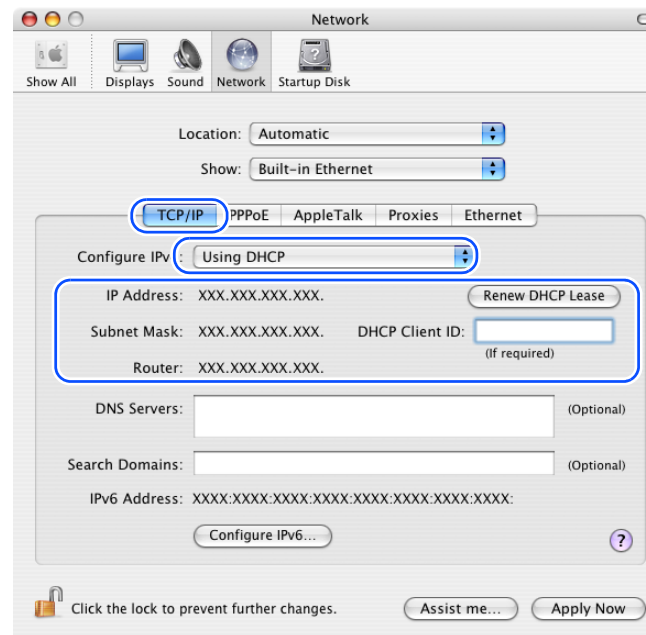 Network
Show All Displays Sound Network Startup Disk
Location: Automatic
Show: Built-in Ethernet
TCP/IP PPPoE AppleTalk Proxies Ethernet
Configure IPv : Using DHCP
IP Address: XXX.XXX.XXX.XXX. Renew DHCP Lease
Subnet Mask: XXX.XXX.XXX.XXX. DHCP Client ID:
(If required)
Router: XXX.XXX.XXX.XXX.
DNS Servers: (Optional)
Search Domains: (Optional)
IPv6 Address: XXXX:XXXX:XXXX:XXXX:XXXX:XXXX:XXXX:XXXX:
Configure IPv6... ?
Click the lock to prevent further changes. Assist me... Apply Now